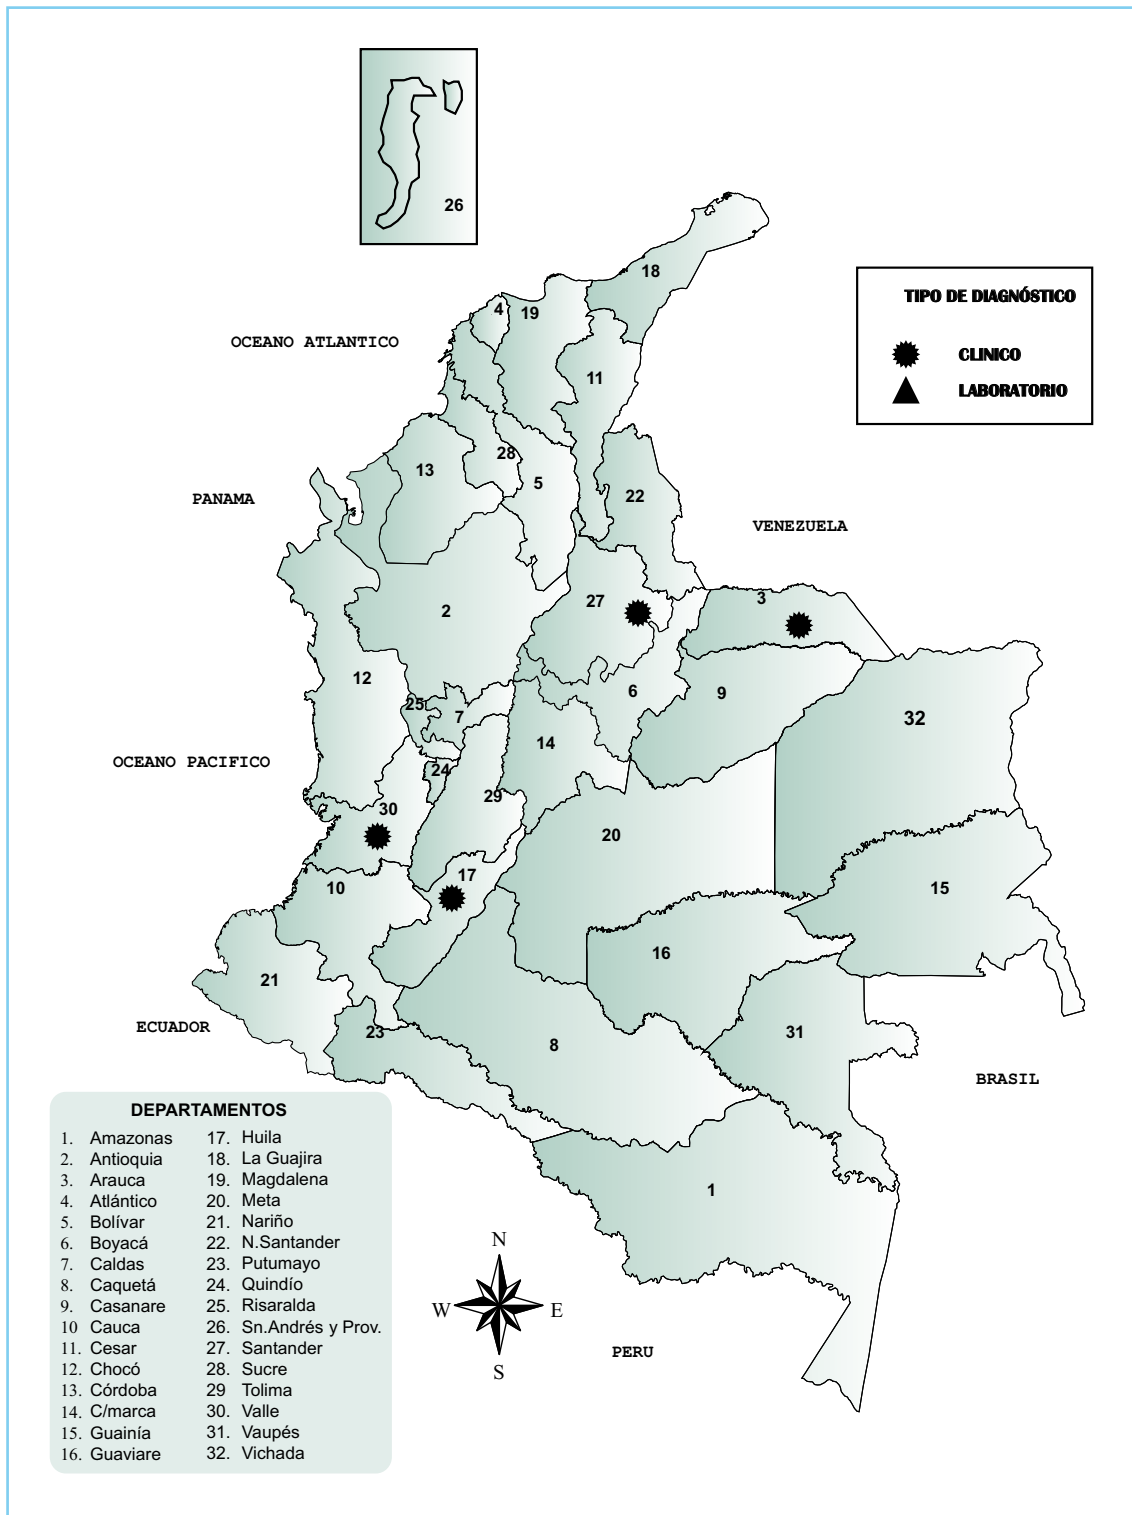 26
18
TIPO DE DIAGNÓSTICO
CLINICO
LABORATORIO
4
19
OCEANO ATLANTICO
11
28
13
5
22
PANAMA
VENEZUELA
27
3
2
12
6
9
25
7
32
14
OCEANO PACIFICO
24
29
30
20
17
10
15
16
21
ECUADOR
23
31
8
BRASIL
1
DEPARTAMENTOS
1. Amazonas
2. Antioquia
3. Arauca
4. Atlántico
5. Bolívar
6. Boyacá
7. Caldas
8. Caquetá
9. Casanare
10 Cauca
11. Cesar
12. Chocó
13. Córdoba
14. C/marca
15. Guainía
16. Guaviare
17. Huila
18. La Guajira
19. Magdalena
20. Meta
21. Nariño
22. N.Santander
23. Putumayo
24. Quindío
25. Risaralda
26. Sn.Andrés y Prov.
27. Santander
28. Sucre
29 Tolima
30. Valle
31. Vaupés
32. Vichada
N
W E
S
PERU